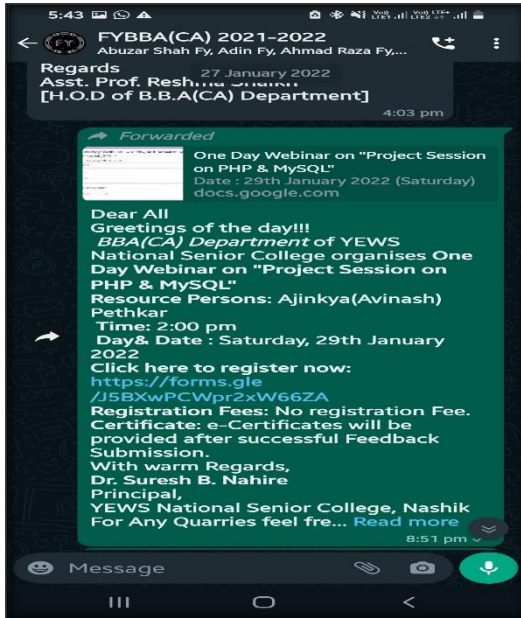 5:43
FYBBA(CA) 2021-2022
Abuzar Shah Fy, Adin Fy, Ahmad Raza Fy,...
Regards
27 January 2022
Asst. Prof. Reshma Shaikh
[H.O.D of B.B.A(CA) Department]
4:03 pm
Forwarded
One Day Webinar on "Project Session
on PHP & MySQL"
Date : 29th January 2022 (Saturday)
docs.google.com
Dear All
Greetings of the day!!!
BBA(CA) Department of YEWS
National Senior College organises One
Day Webinar on "Project Session on
PHP & MySQL"
Resource Persons: Ajinkya(Avinash)
Pethkar
Time: 2:00 pm
Day& Date : Saturday, 29th January
2022
Click here to register now:
https://forms.gle
/J5BXwPCWpr2xW66ZA
Registration Fees: No registration Fee.
Certificate: e-Certificates will be
provided after successful Feedback
Submission.
With warm Regards,
Dr. Suresh B. Nahire
Principal,
YEWS National Senior College, Nashik
For Any Quarries feel fre... Read more
8:51 pm
Message